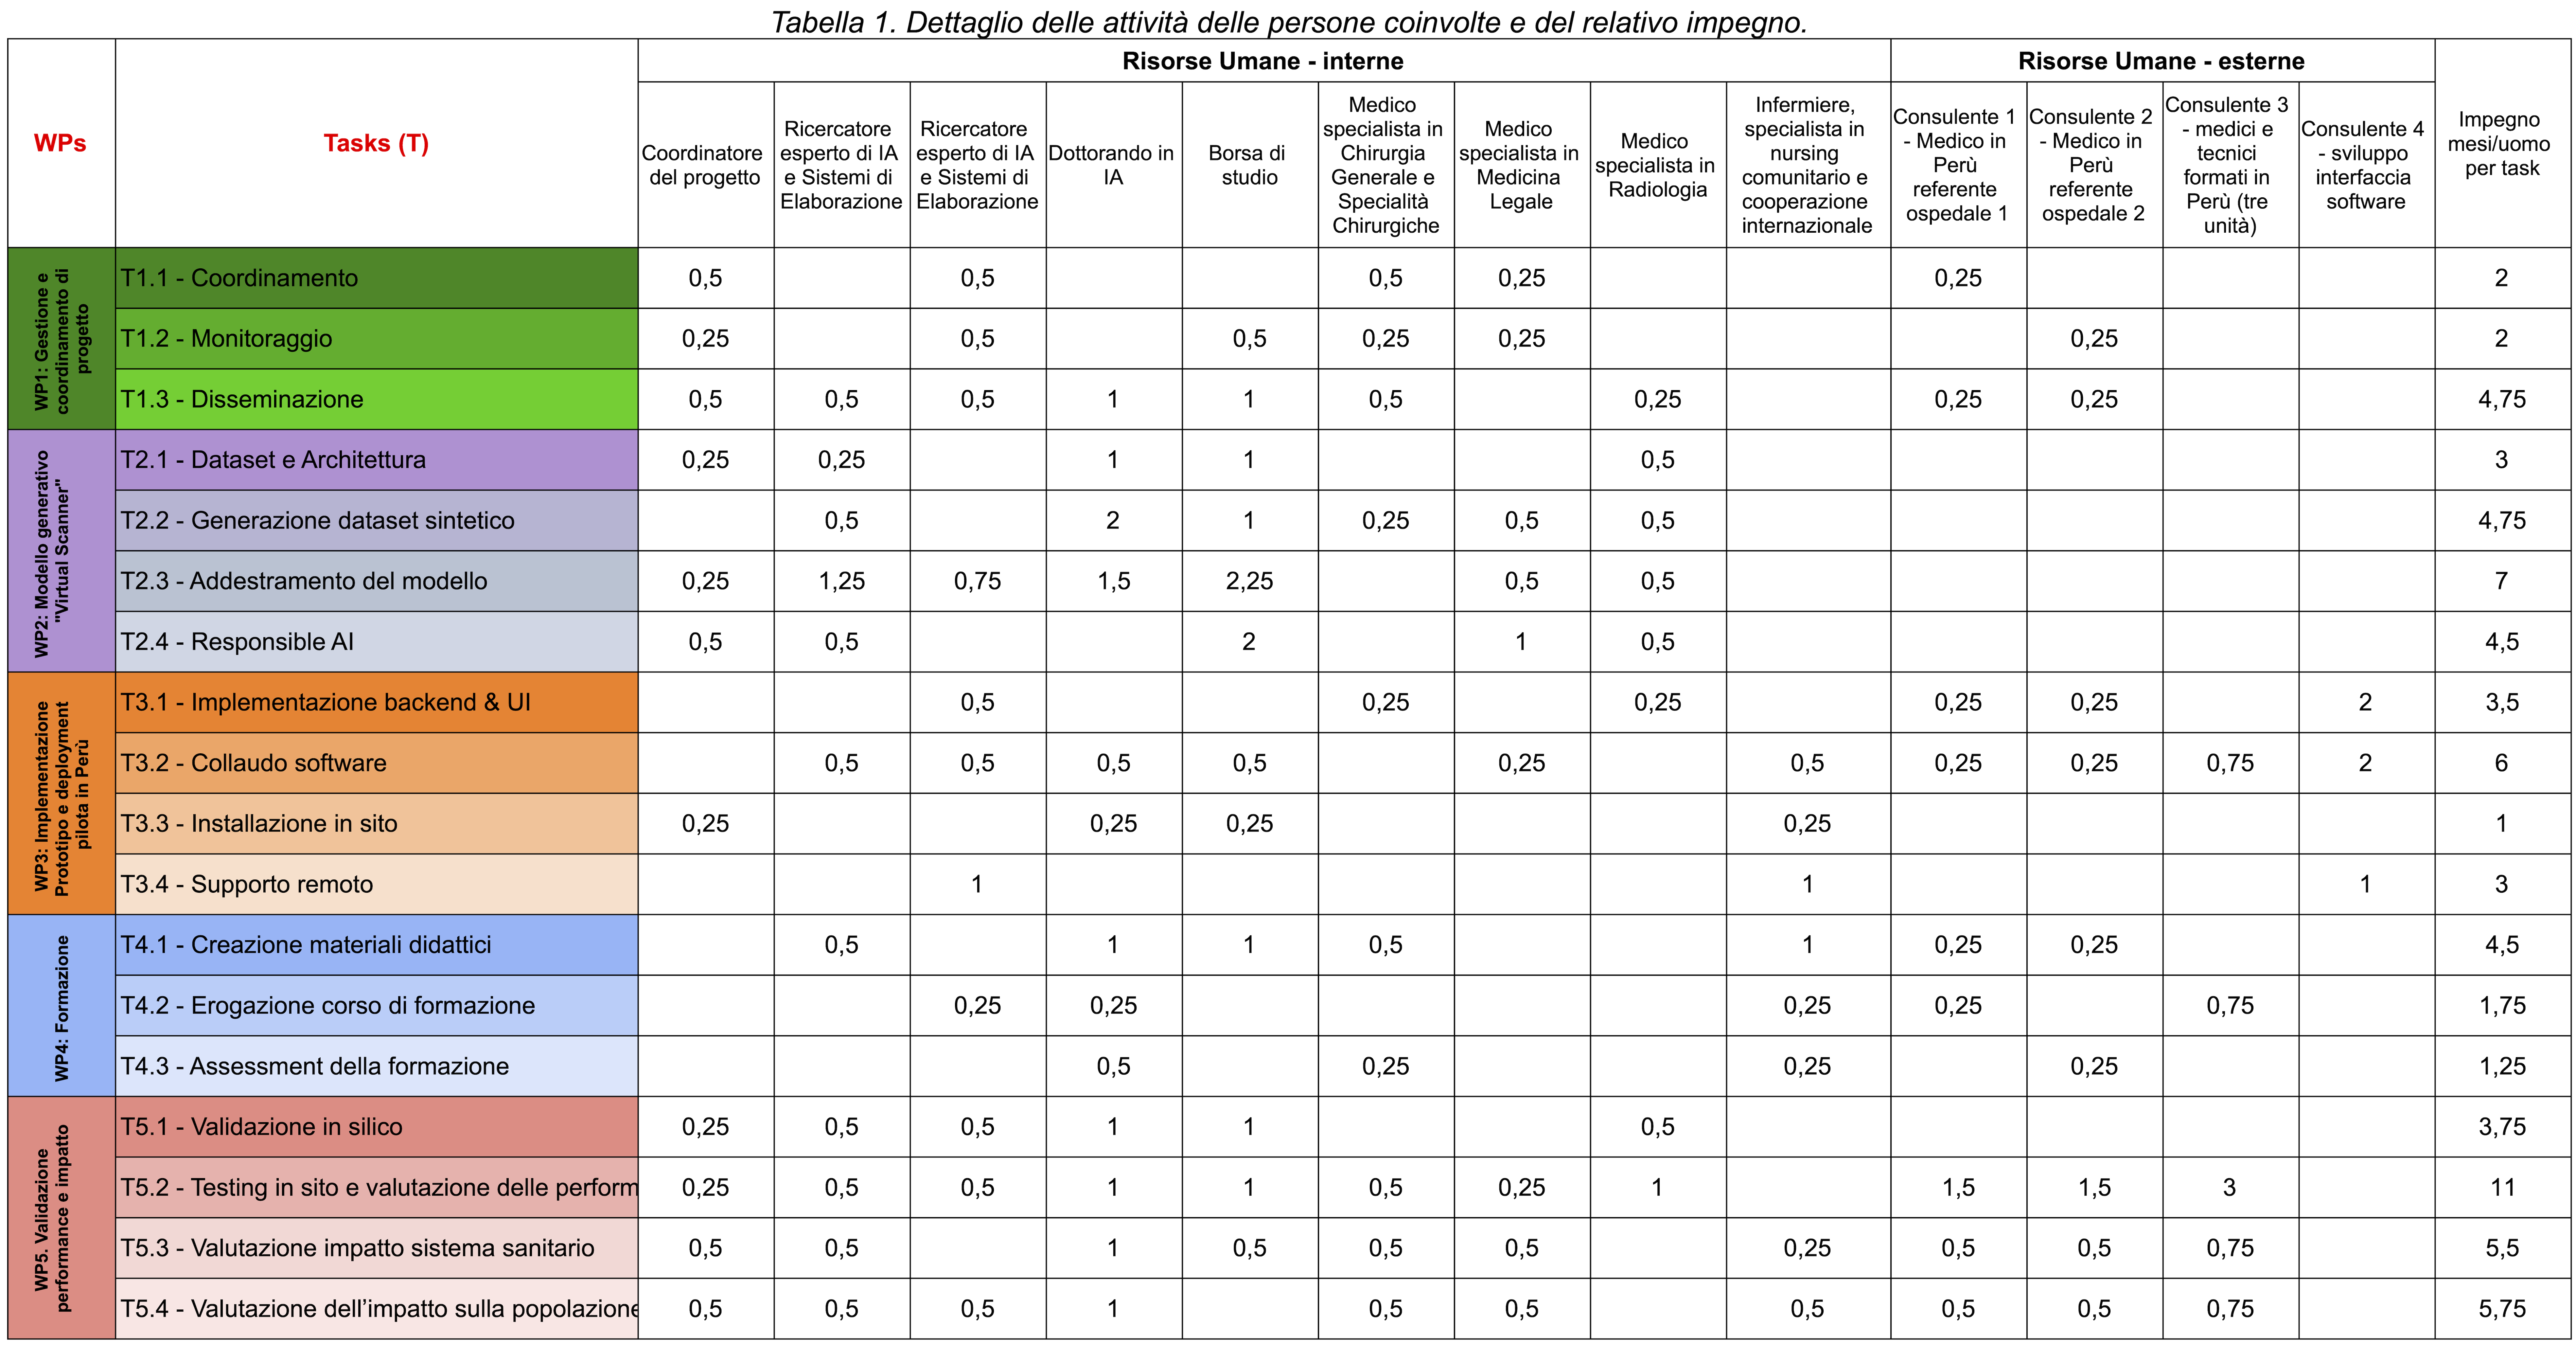 Tabella 1. Dettaglio delle attività delle persone coinvolte e del relativo impegno.
Risorse Umane - interne Risorse Umane - esterne
WPs
Tasks (T)
Coordinatore
del progetto
Ricercatore
esperto di IA
e Sistemi di
Elaborazione
Ricercatore
esperto di IA
e Sistemi di
Elaborazione
Dottorando in
IA
Borsa di
studio
Medico
specialista in
Chirurgia
Generale e
Specialità
Chirurgiche
Medico
specialista in
Medicina
Legale
Medico
specialista in
Radiologia
Infermiere,
specialista in
nursing
comunitario e
cooperazione
internazionale
Consulente 1
- Medico in
Perù
referente
ospedale 1
Consulente 2
- Medico in
Perù
referente
ospedale 2
Consulente 3
- medici e
tecnici
formati in
Perù (tre
unità)
Consulente 4
- sviluppo
interfaccia
software
Impegno
mesi/uomo
per task
WP1: Gestione e
coordinamento di
progetto
T1.1 - Coordinamento 0,5 0,5 0,5 0,25 0,25 2
T1.2 - Monitoraggio 0,25 0,5 0,5 0,25 0,25 0,25 2
T1.3 - Disseminazione 0,5 0,5 0,5 1 1 0,5 0,25 0,25 0,25 4,75
WP2: Modello generativo
"Virtual Scanner"
T2.1 - Dataset e Architettura 0,25 0,25 1 1 0,5 3
T2.2 - Generazione dataset sintetico 0,5 2 1 0,25 0,5 0,5 4,75
T2.3 - Addestramento del modello 0,25 1,25 0,75 1,5 2,25 0,5 0,5 7
T2.4 - Responsible AI 0,5 0,5 2 1 0,5 4,5
WP3: Implementazione
Prototipo e deployment
pilota in Perù
T3.1 - Implementazione backend & UI 0,5 0,25 0,25 0,25 0,25 2 3,5
T3.2 - Collaudo software 0,5 0,5 0,5 0,5 0,25 0,5 0,25 0,25 0,75 2 6
T3.3 - Installazione in sito 0,25 0,25 0,25 0,25 1
T3.4 - Supporto remoto 1 1 1 3
WP4: Formazione
T4.1 - Creazione materiali didattici 0,5 1 1 0,5 1 0,25 0,25 4,5
T4.2 - Erogazione corso di formazione 0,25 0,25 0,25 0,25 0,75 1,75
T4.3 - Assessment della formazione 0,5 0,25 0,25 0,25 1,25
WP5. Validazione
performance e impatto
T5.1 - Validazione in silico 0,25 0,5 0,5 1 1 0,5 3,75
T5.2 - Testing in sito e valutazione delle perform 0,25 0,5 0,5 1 1 0,5 0,25 1 1,5 1,5 3 11
T5.3 - Valutazione impatto sistema sanitario 0,5 0,5 1 0,5 0,5 0,5 0,25 0,5 0,5 0,75 5,5
T5.4 - Valutazione dell’impatto sulla popolazione 0,5 0,5 0,5 1 0,5 0,5 0,5 0,5 0,5 0,75 5,75